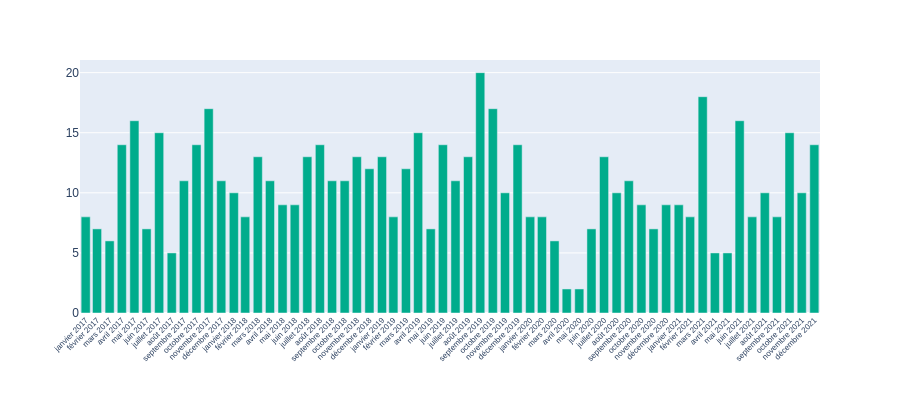 20
15
10
5
0
janvier 2017
février 2017
mars 2017
avril 2017
mai 2017
juin 2017
juillet 2017
août 2017
septembre 2017
octobre 2017
novembre 2017
décembre 2017
janvier 2018
février 2018
mars 2018
avril 2018
mai 2018
juin 2018
juillet 2018
août 2018
septembre 2018
octobre 2018
novembre 2018
décembre 2018
janvier 2019
février 2019
mars 2019
avril 2019
mai 2019
juin 2019
juillet 2019
août 2019
septembre 2019
octobre 2019
novembre 2019
décembre 2019
janvier 2020
février 2020
mars 2020
avril 2020
mai 2020
juin 2020
juillet 2020
août 2020
septembre 2020
octobre 2020
novembre 2020
décembre 2020
janvier 2021
février 2021
mars 2021
avril 2021
mai 2021
juin 2021
juillet 2021
août 2021
septembre 2021
octobre 2021
novembre 2021
décembre 2021